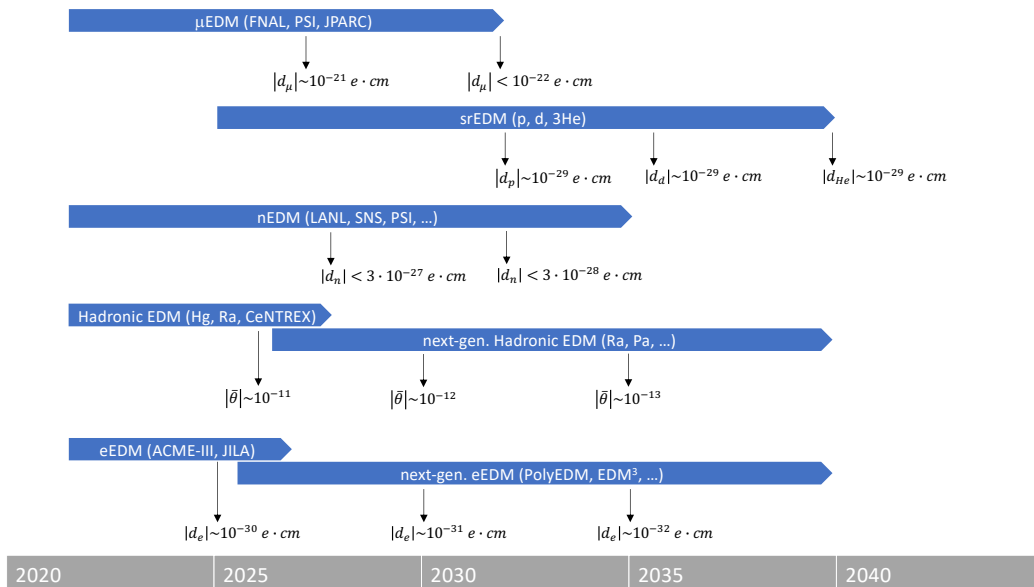 μEDM (FNAL, PSI, JPARC)
|d_μ|~10⁻²¹ e · cm
|d_μ| < 10⁻²² e · cm
srEDM (p, d, 3He)
|d_p|~10⁻²⁹ e · cm
|d_d|~10⁻²⁹ e · cm
|d_He|~10⁻²⁹ e · cm
nEDM (LANL, SNS, PSI, …)
|d_n| < 3 · 10⁻²⁷ e · cm
|d_n| < 3 · 10⁻²⁸ e · cm
Hadronic EDM (Hg, Ra, CeNTREX)
next-gen. Hadronic EDM (Ra, Pa, …)
|θ̄|~10⁻¹¹
|θ̄|~10⁻¹²
|θ̄|~10⁻¹³
eEDM (ACME-III, JILA)
next-gen. eEDM (PolyEDM, EDM³, …)
|d_e|~10⁻³⁰ e · cm
|d_e|~10⁻³¹ e · cm
|d_e|~10⁻³² e · cm
2020
2025
2030
2035
2040